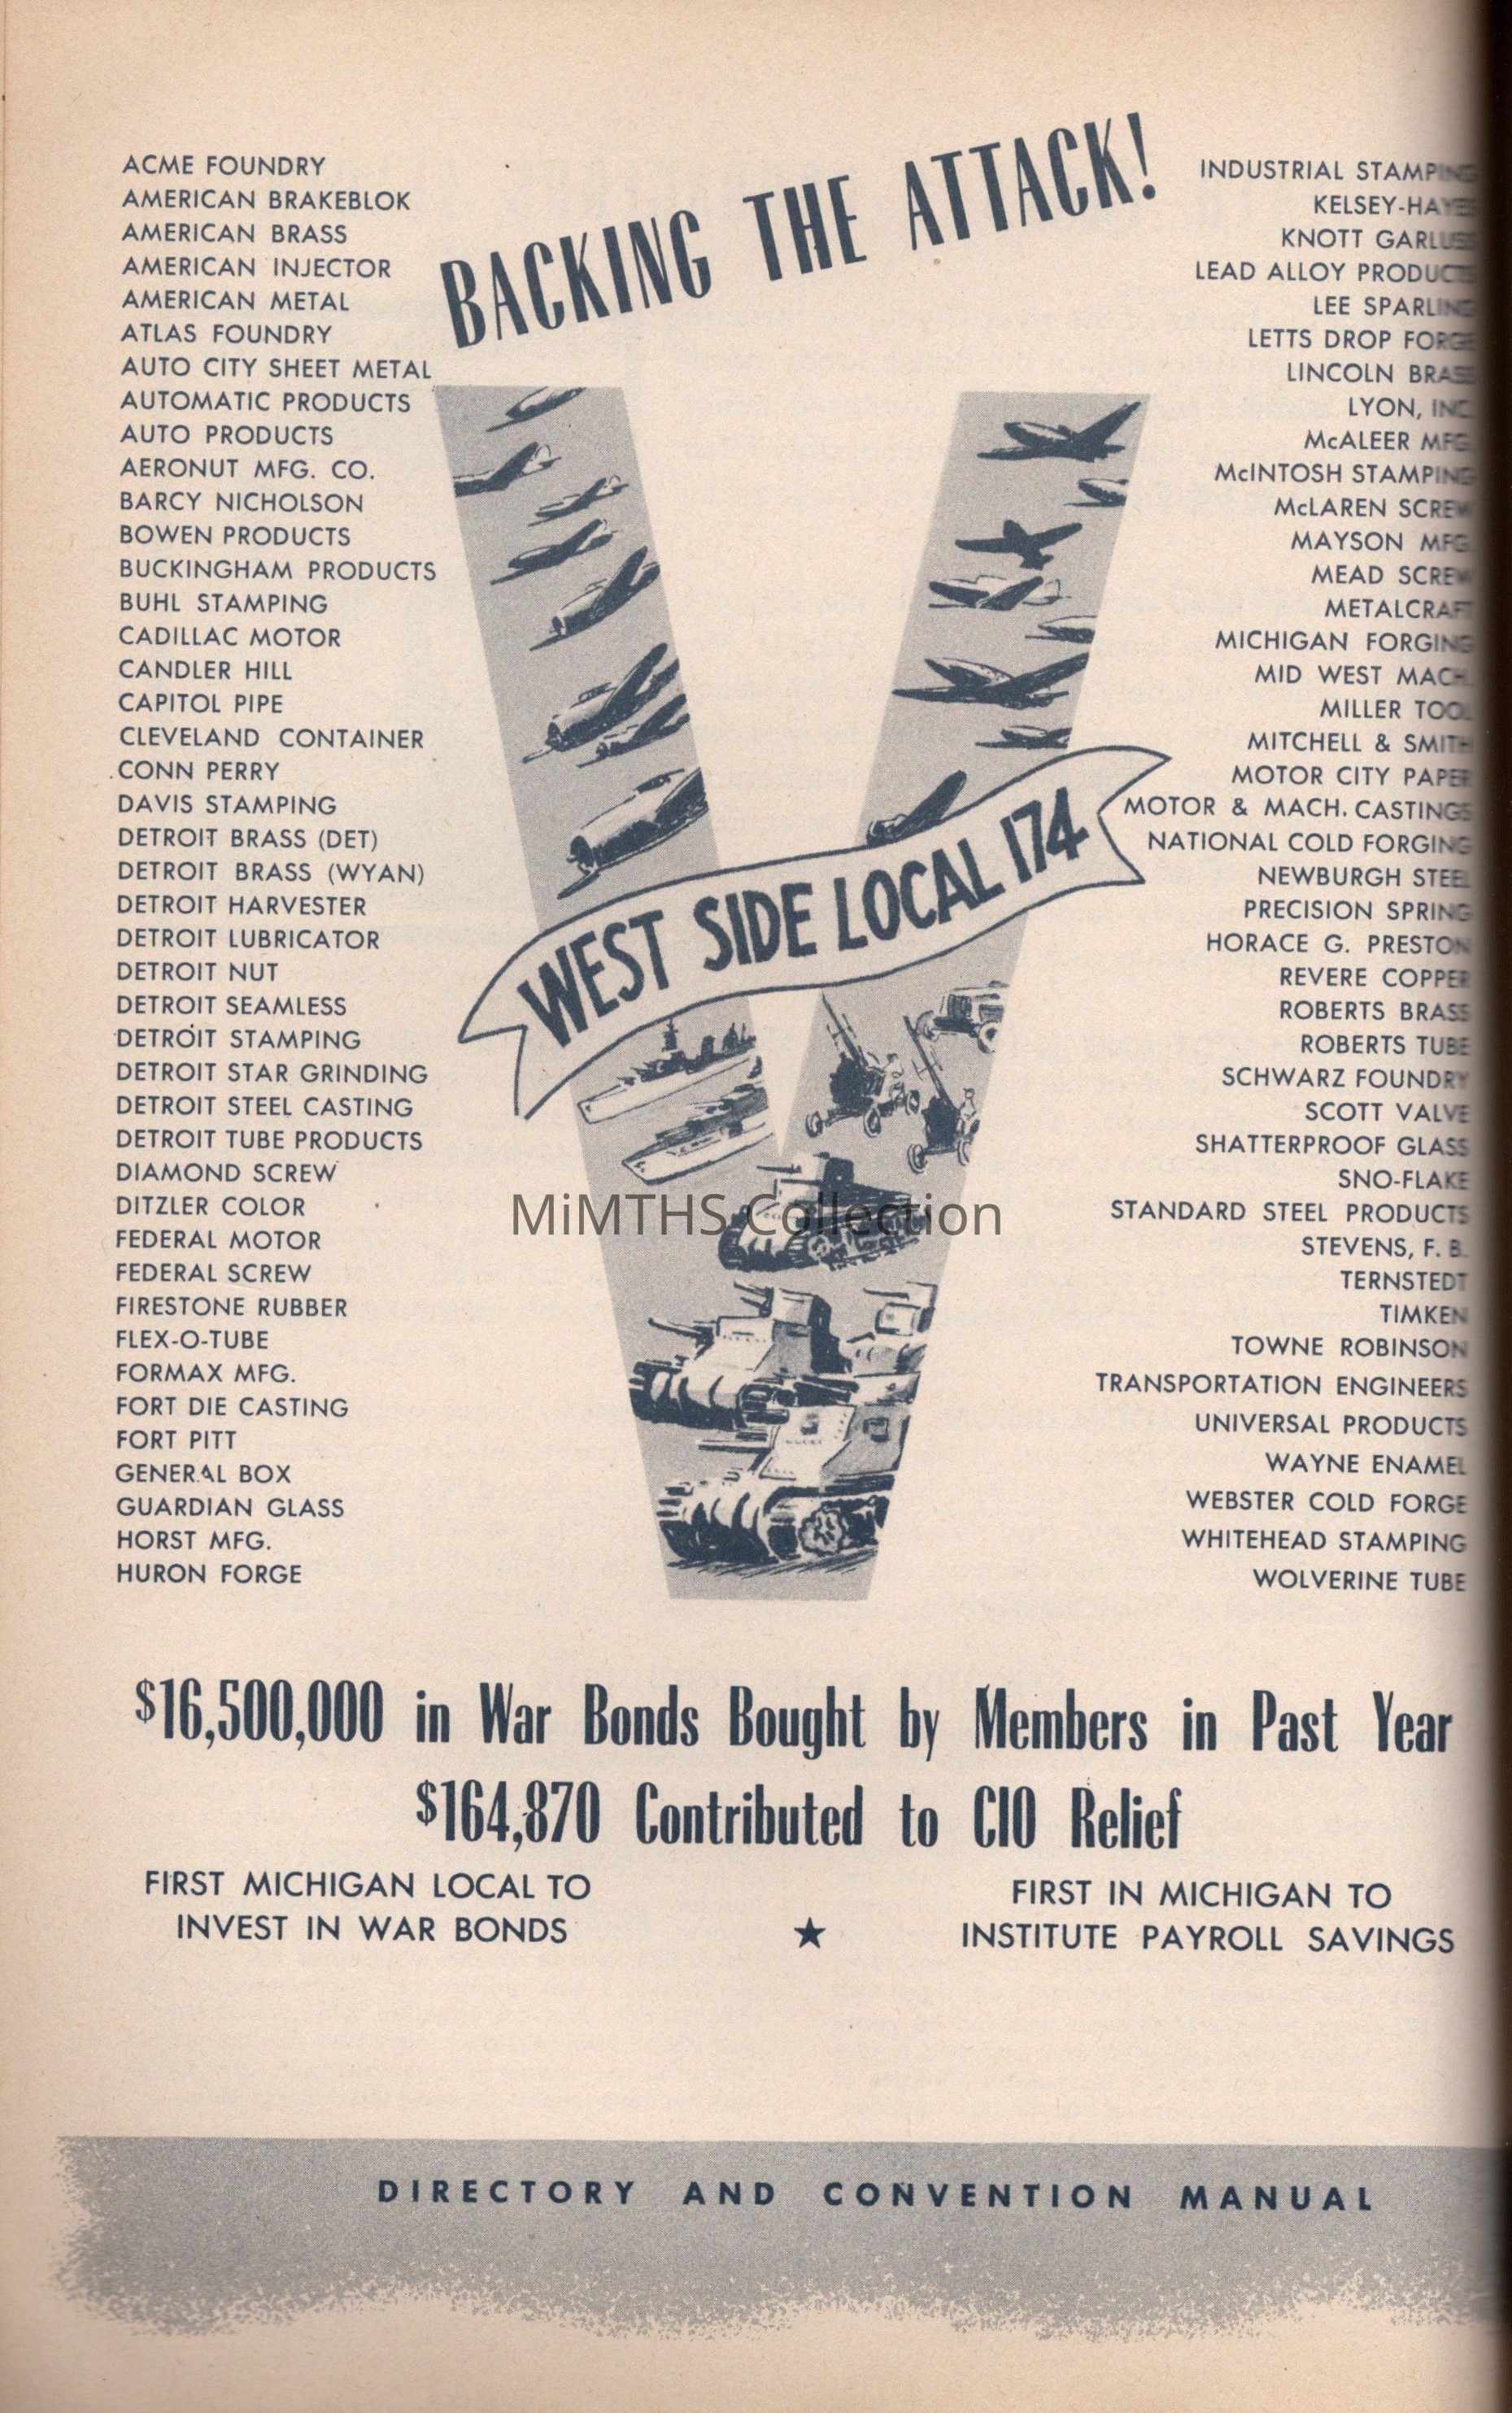 BACKING THE ATTACK!
ACME FOUNDRY
AMERICAN BRAKEBLOK
AMERICAN BRASS
AMERICAN INJECTOR
AMERICAN METAL
ATLAS FOUNDRY
AUTO CITY SHEET METAL
AUTOMATIC PRODUCTS
AUTO PRODUCTS
AERONUT MFG. CO.
BARCY NICHOLSON
BOWEN PRODUCTS
BUCKINGHAM PRODUCTS
BUHL STAMPING
CADILLAC MOTOR
CANDLER HILL
CAPITOL PIPE
CLEVELAND CONTAINER
CONN PERRY
DAVIS STAMPING
DETROIT BRASS (DET)
DETROIT BRASS (WYAN)
DETROIT HARVESTER
DETROIT LUBRICATOR
DETROIT NUT
DETROIT SEAMLESS
DETROIT STAMPING
DETROIT STAR GRINDING
DETROIT STEEL CASTING
DETROIT TUBE PRODUCTS
DIAMOND SCREW
DITZLER COLOR
FEDERAL MOTOR
FEDERAL SCREW
FIRESTONE RUBBER
FLEX-O-TUBE
FORMAX MFG.
FORT DIE CASTING
FORT PITT
GENERAL BOX
GUARDIAN GLASS
HORST MFG.
HURON FORGE
WEST SIDE LOCAL 174
MiMTHS Collection
INDUSTRIAL STAMPING
KELSEY-HAYES
KNOTT GARLUSS
LEAD ALLOY PRODUCTS
LEE SPARLING
LETTS DROP FORGE
LINCOLN BRASS
LYON, INC.
McALEER MFG.
McINTOSH STAMPING
McLAREN SCREW
MAYSON MFG.
MEAD SCREW
METALCRAFT
MICHIGAN FORGING
MID WEST MACH.
MILLER TOOL
MITCHELL & SMITH
MOTOR CITY PAPER
MOTOR & MACH. CASTINGS
NATIONAL COLD FORGING
NEWBURGH STEEL
PRECISION SPRING
HORACE G. PRESTON
REVERE COPPER
ROBERTS BRASS
ROBERTS TUBE
SCHWARZ FOUNDRY
SCOTT VALVE
SHATTERPROOF GLASS
SNO-FLAKE
STANDARD STEEL PRODUCTS
STEVENS, F. B.
TERNSTEDT
TIMKEN
TOWNE ROBINSON
TRANSPORTATION ENGINEERS
UNIVERSAL PRODUCTS
WAYNE ENAMEL
WEBSTER COLD FORGE
WHITEHEAD STAMPING
WOLVERINE TUBE
$16,500,000 in War Bonds Bought by Members in Past Year
$164,870 Contributed to CIO Relief
FIRST MICHIGAN LOCAL TO
INVEST IN WAR BONDS
★
FIRST IN MICHIGAN TO
INSTITUTE PAYROLL SAVINGS
DIRECTORY AND CONVENTION MANUAL